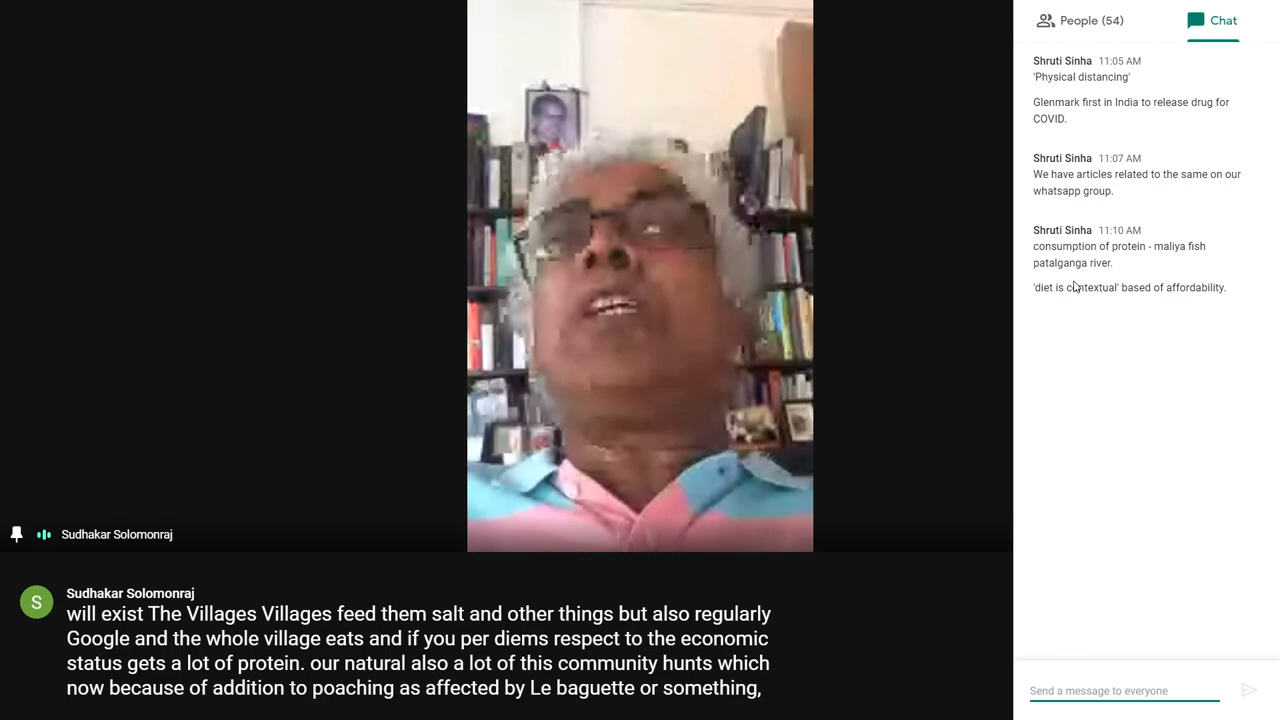 People (54)
Chat
Shruti Sinha 11:05 AM
'Physical distancing'
Glenmark first in India to release drug for
COVID.
Shruti Sinha 11:07 AM
We have articles related to the same on our
whatsapp group.
Shruti Sinha 11:10 AM
consumption of protein - maliya fish
patalganga river.
'diet is contextual' based of affordability.
Sudhakar Solomonraj
S
Sudhakar Solomonraj
will exist The Villages Villages feed them salt and other things but also regularly
Google and the whole village eats and if you per diems respect to the economic
status gets a lot of protein. our natural also a lot of this community hunts which
now because of addition to poaching as affected by Le baguette or something,
Send a message to everyone